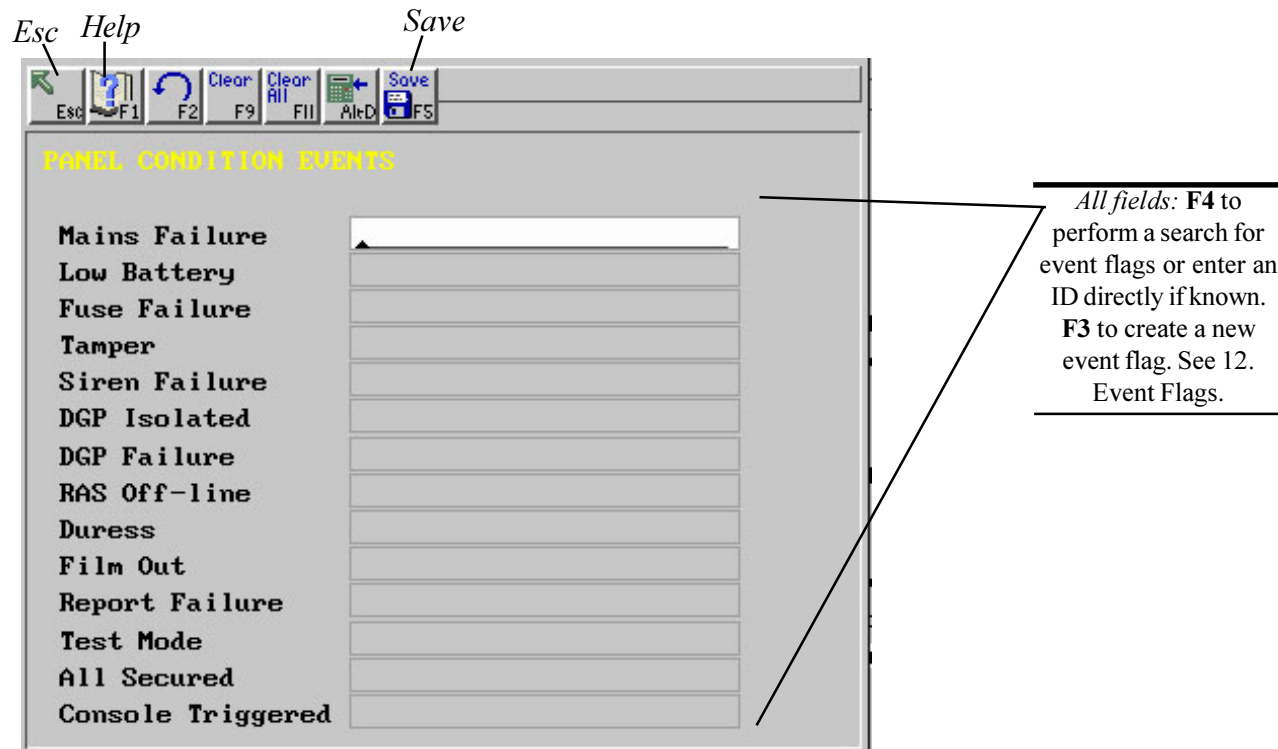 Esc Help Save
Esc F1 F2 Clear F9 Clear All F11 AltD Save F5
PANEL CONDITION EVENTS
Mains Failure
Low Battery
Fuse Failure
Tamper
Siren Failure
DGP Isolated
DGP Failure
RAS Off-line
Duress
Film Out
Report Failure
Test Mode
All Secured
Console Triggered
All fields: F4 to
perform a search for
event flags or enter an
ID directly if known.
F3 to create a new
event flag. See 12.
Event Flags.